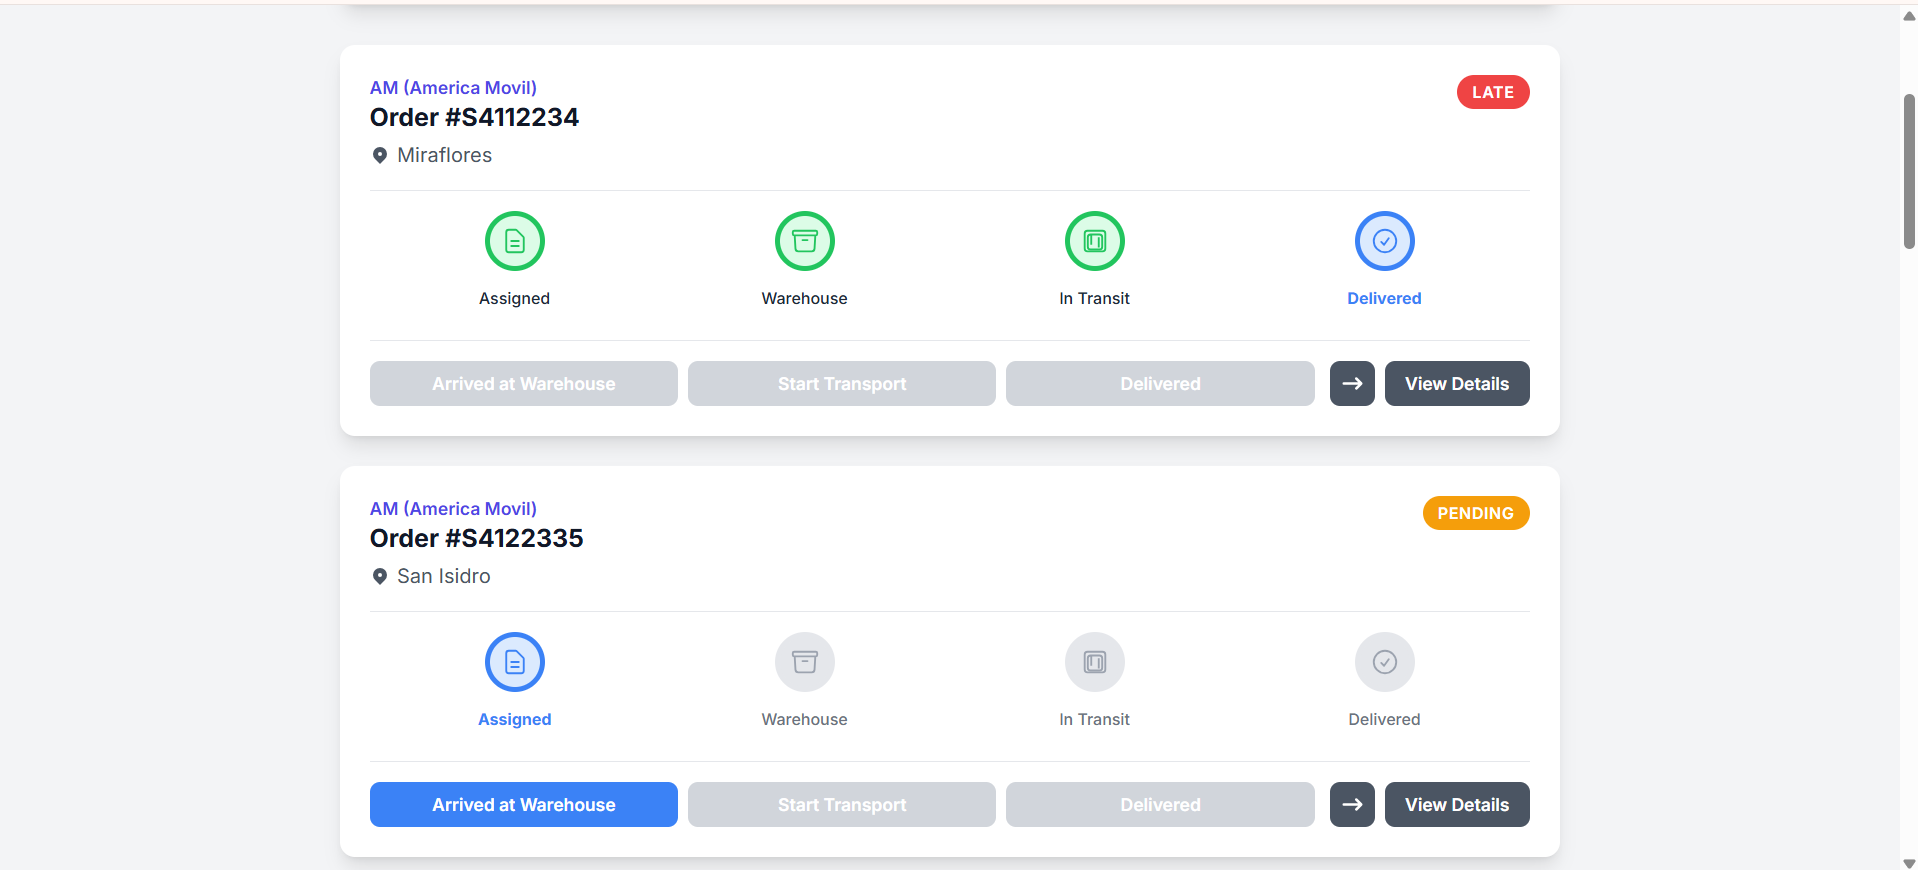 AM (America Movil)
LATE
Order #S4112234
Miraflores
Assigned
Warehouse
In Transit
Delivered
Arrived at Warehouse
Start Transport
Delivered
View Details
AM (America Movil)
PENDING
Order #S4122335
San Isidro
Assigned
Warehouse
In Transit
Delivered
Arrived at Warehouse
Start Transport
Delivered
View Details